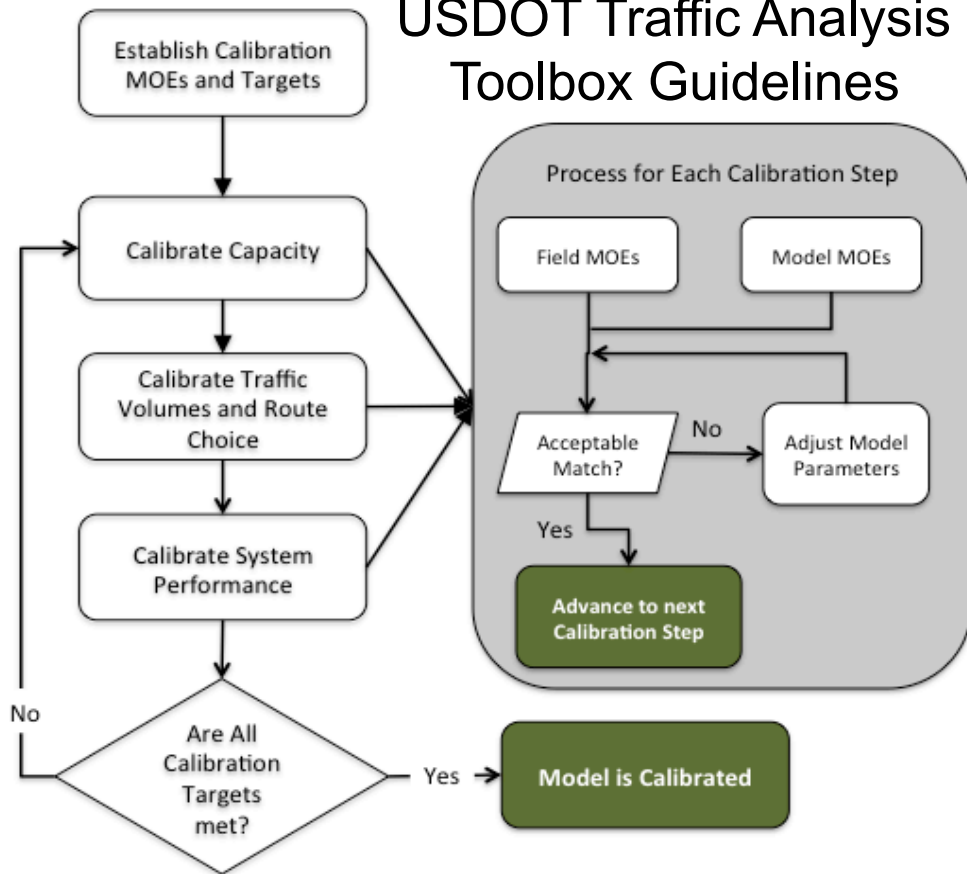 USDOT Traffic Analysis
Toolbox Guidelines
Establish Calibration
MOEs and Targets
Calibrate Capacity
Calibrate Traffic
Volumes and Route
Choice
Calibrate System
Performance
Are All
Calibration
Targets
met?
No
Yes
Model is Calibrated
Process for Each Calibration Step
Field MOEs
Model MOEs
Acceptable
Match?
No
Adjust Model
Parameters
Yes
Advance to next
Calibration Step